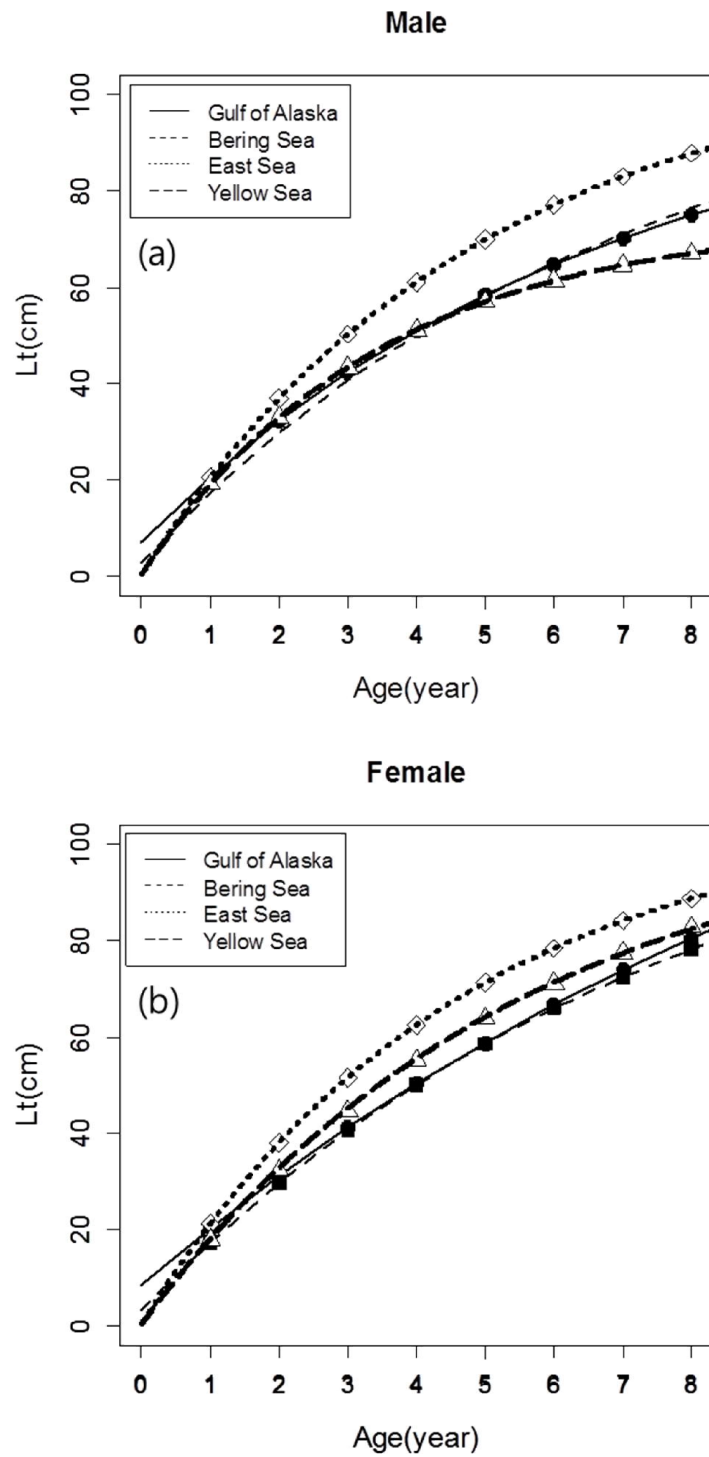 Male
100
80
60
40
20
0
Gulf of Alaska
Bering Sea
East Sea
Yellow Sea
(a)
Lt(cm)
0 1 2 3 4 5 6 7 8
Age(year)
Female
100
80
60
40
20
0
Gulf of Alaska
Bering Sea
East Sea
Yellow Sea
(b)
Lt(cm)
0 1 2 3 4 5 6 7 8
Age(year)